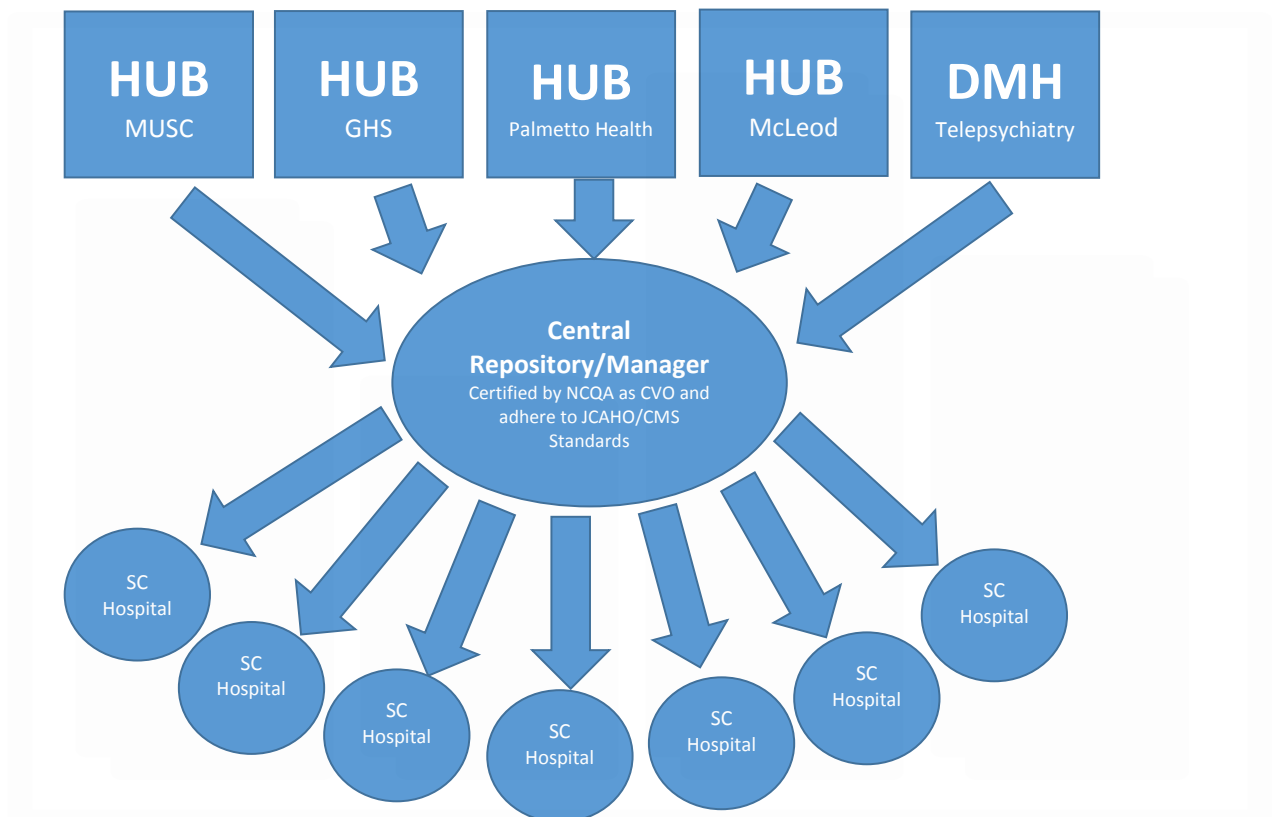 HUB
MUSC
HUB
GHS
HUB
Palmetto Health
HUB
McLeod
DMH
Telepsychiatry
Central
Repository/Manager
Certified by NCQA as CVO and
adhere to JCAHO/CMS
Standards
SC
Hospital
SC
Hospital
SC
Hospital
SC
Hospital
SC
Hospital
SC
Hospital
SC
Hospital